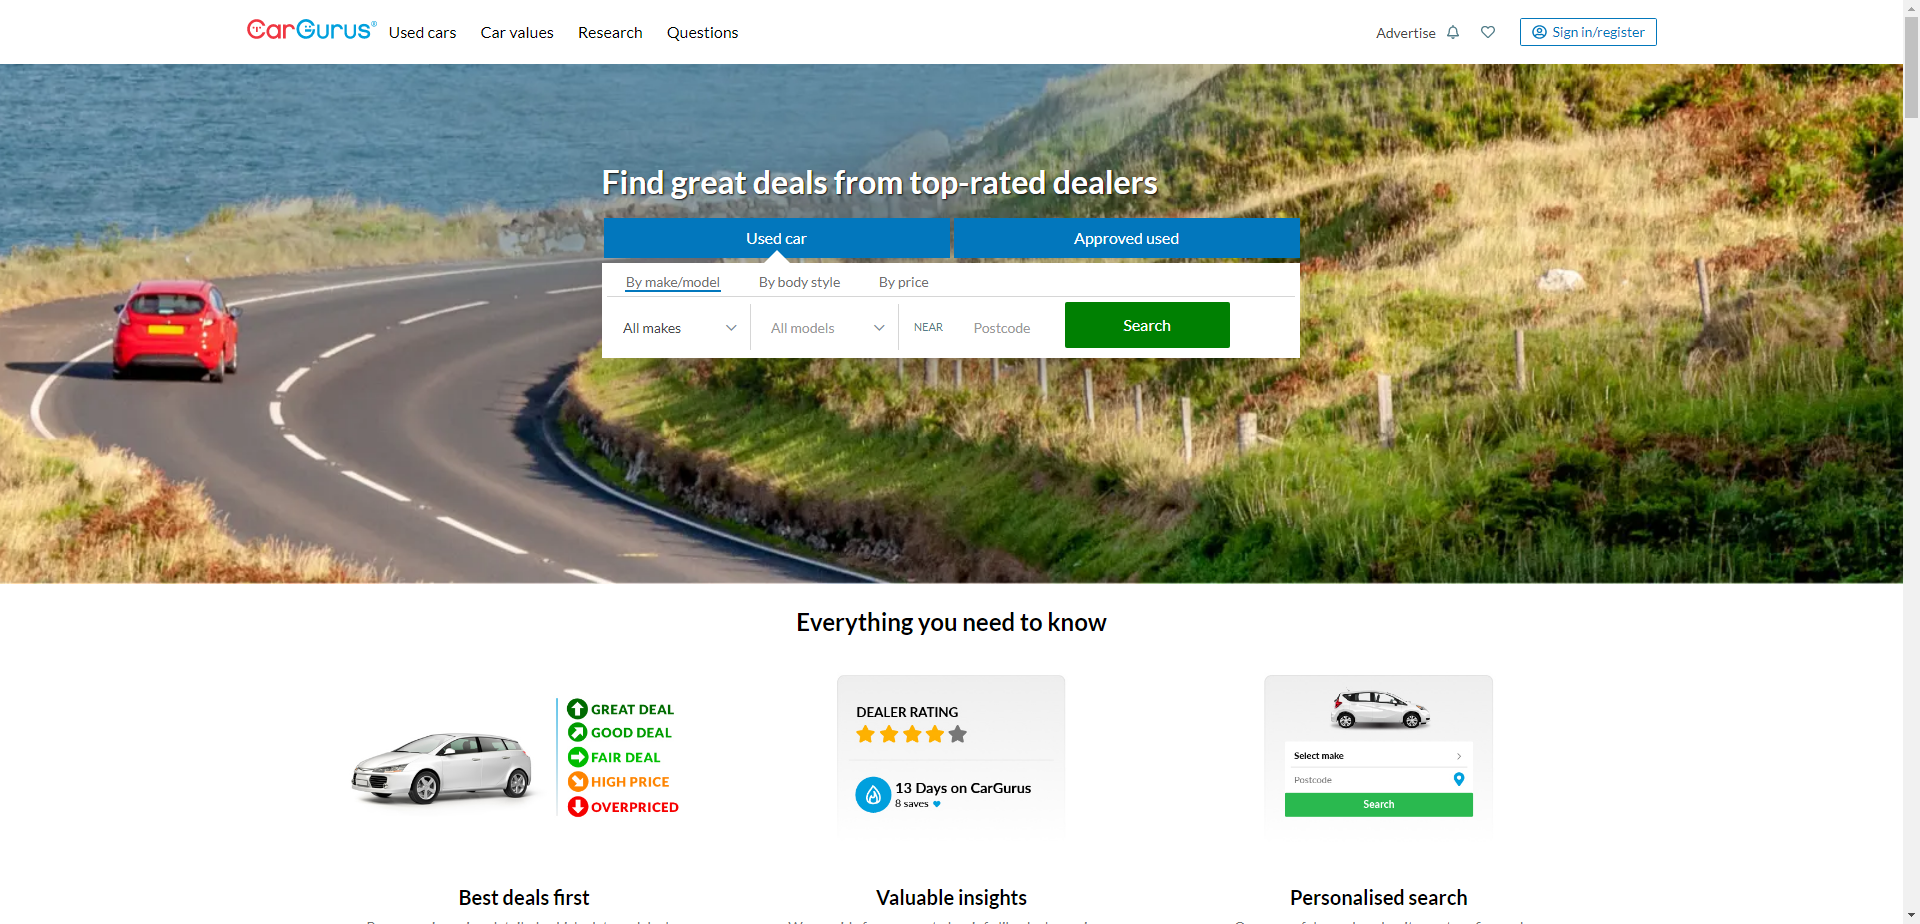 CarGurus®
Used cars
Car values
Research
Questions
Advertise
Sign in/register
Find great deals from top-rated dealers
Used car
Approved used
By make/model
By body style
By price
All makes
All models
NEAR
Postcode
Search
Everything you need to know
GREAT DEAL
GOOD DEAL
FAIR DEAL
HIGH PRICE
OVERPRICED
DEALER RATING
13 Days on CarGurus
8 saves
Select make
Postcode
Search
Best deals first
Valuable insights
Personalised search